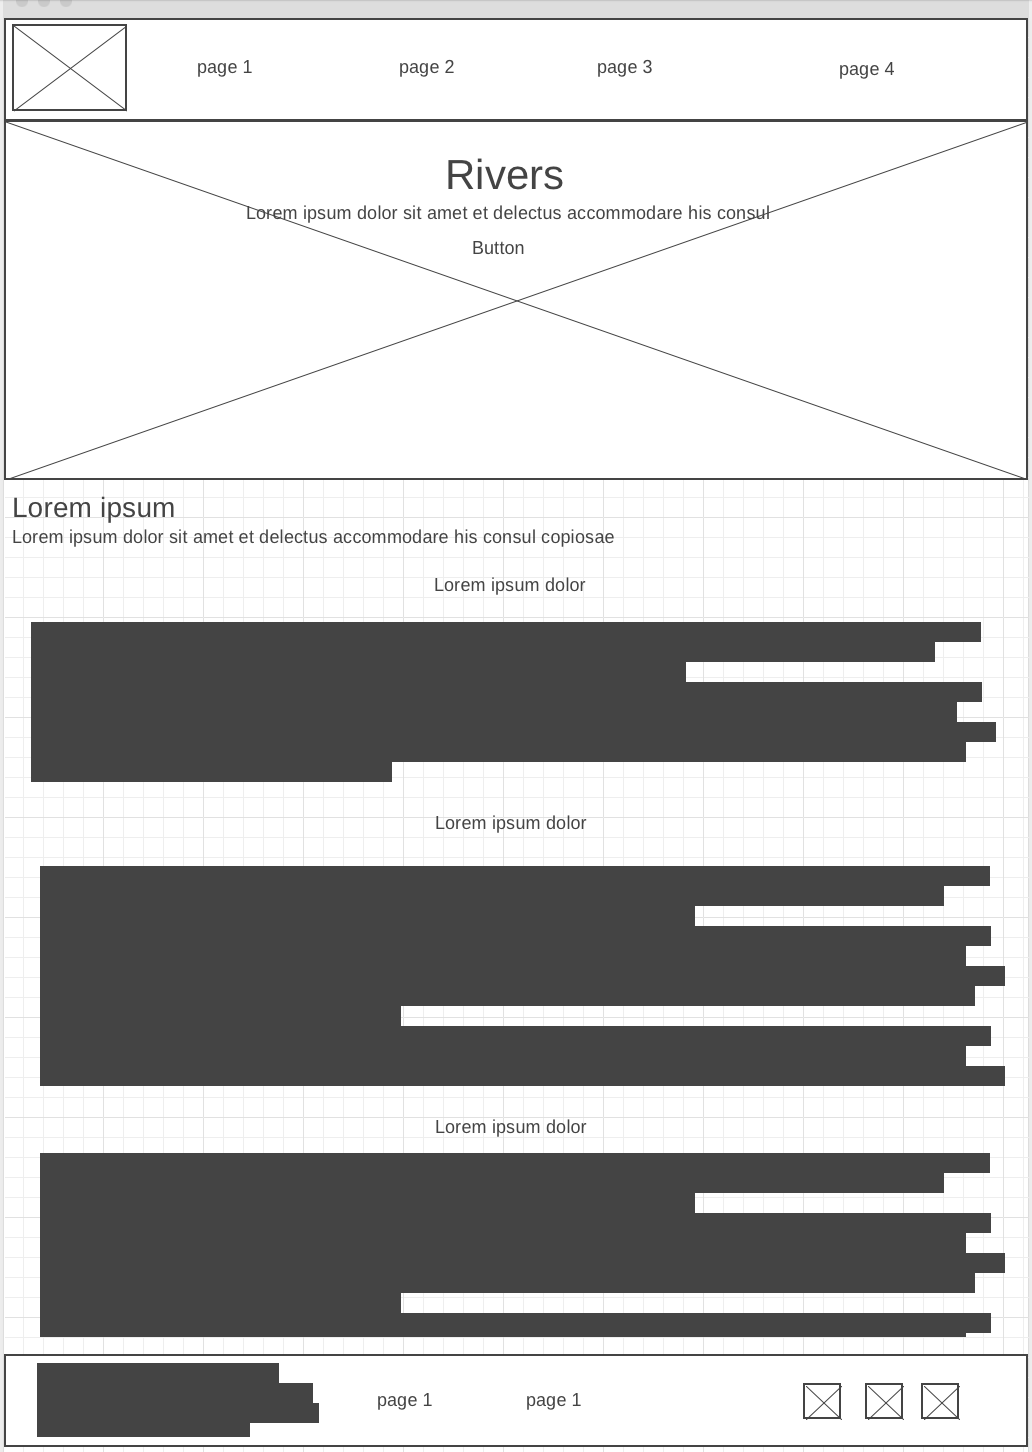 page 1
page 2
page 3
page 4
Rivers
Lorem ipsum dolor sit amet et delectus accommodare his consul
Button
Lorem ipsum
Lorem ipsum dolor sit amet et delectus accommodare his consul copiosae
Lorem ipsum dolor
Lorem ipsum dolor
Lorem ipsum dolor
page 1
page 1